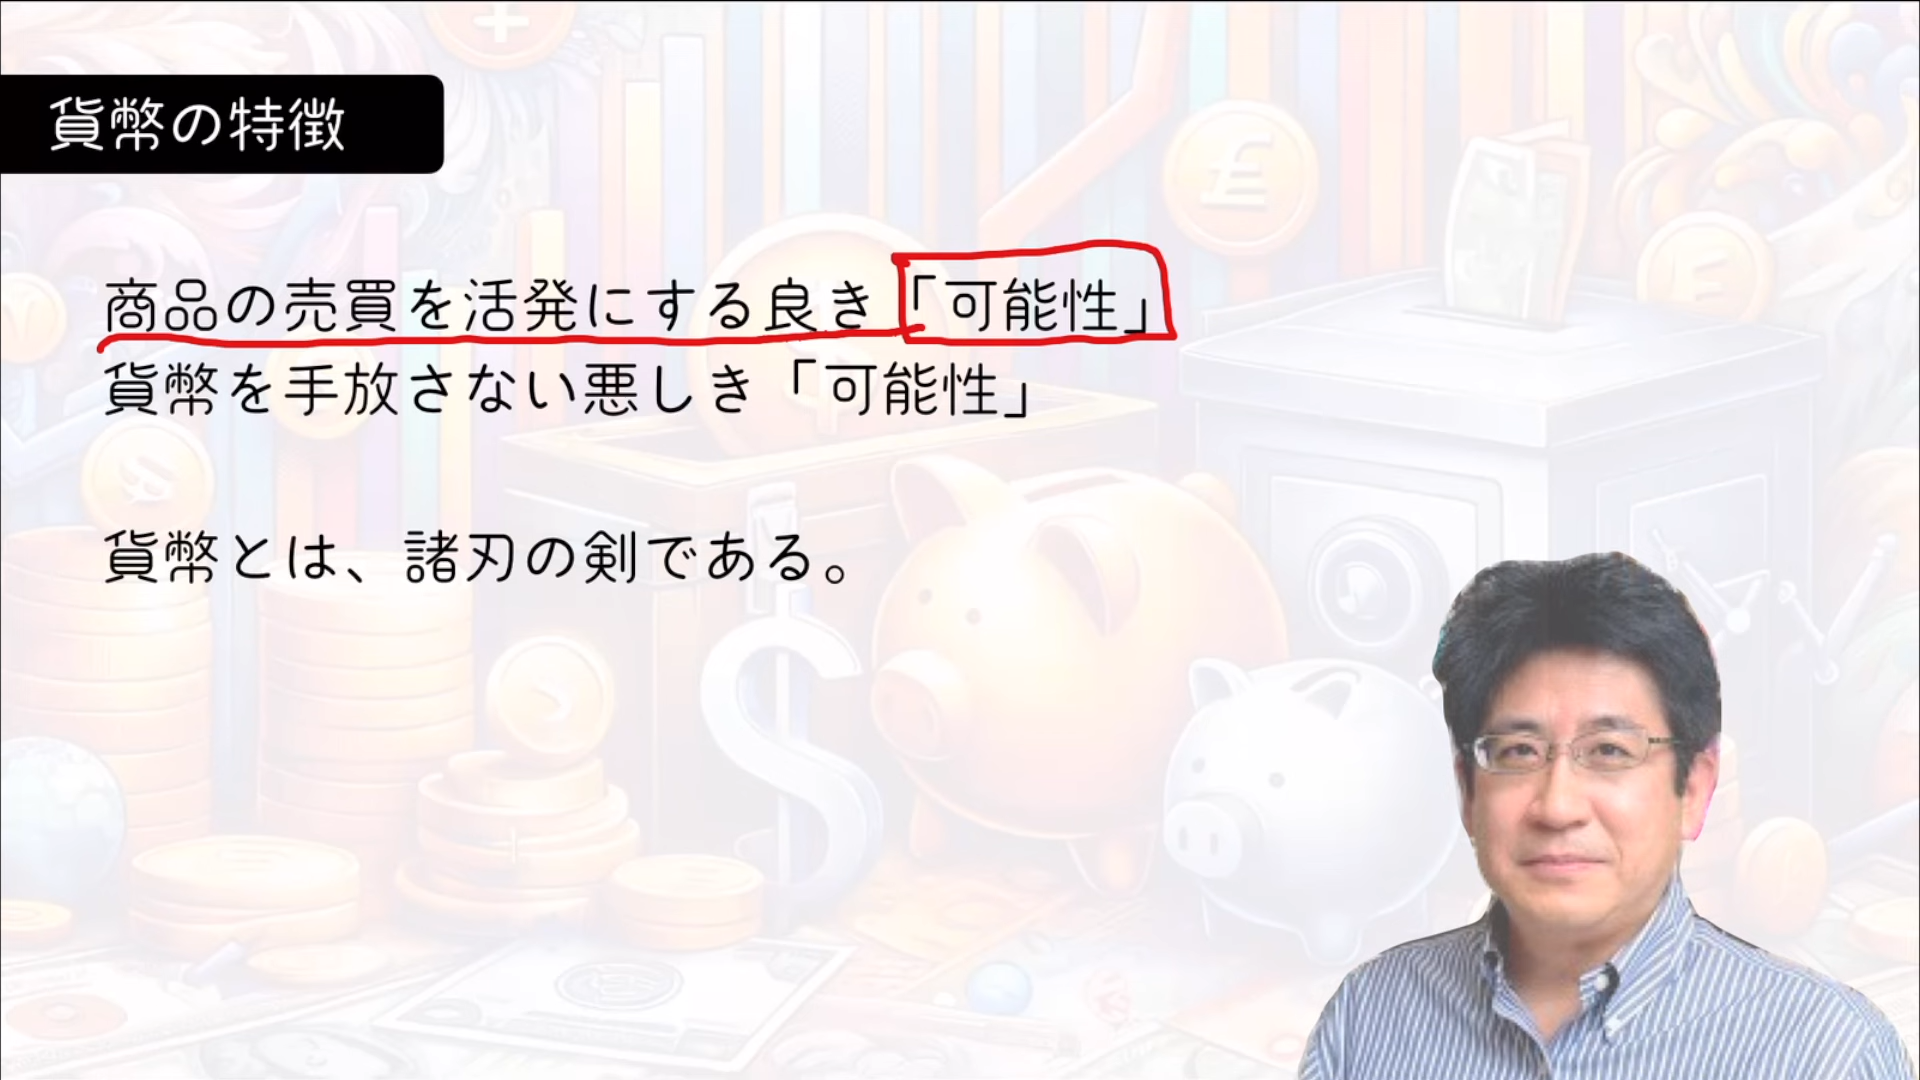 貨幣の特徴
商品の売買を活発にする良き「可能性」
貨幣を手放さない悪しき「可能性」
貨幣とは、諸刃の剣である。